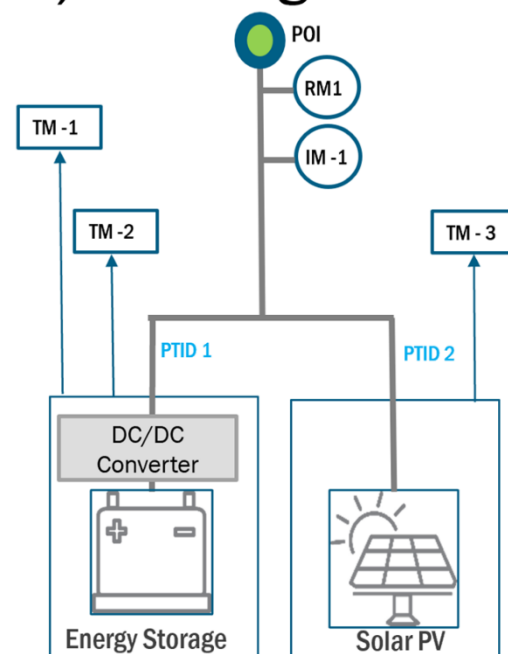 POI
RM1
IM -1
TM -1
TM -2
TM - 3
PTID 1
PTID 2
DC/DC
Converter
Energy Storage
Solar PV